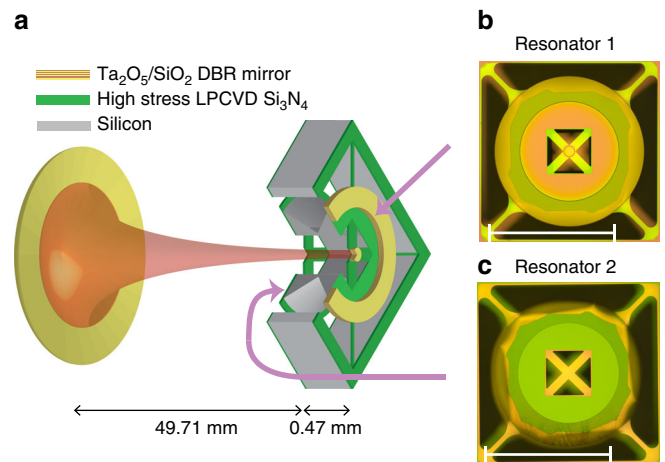 a
Ta₂O₅/SiO₂ DBR mirror
High stress LPCVD Si₃N₄
Silicon
49.71 mm
0.47 mm
b
Resonator 1
c
Resonator 2